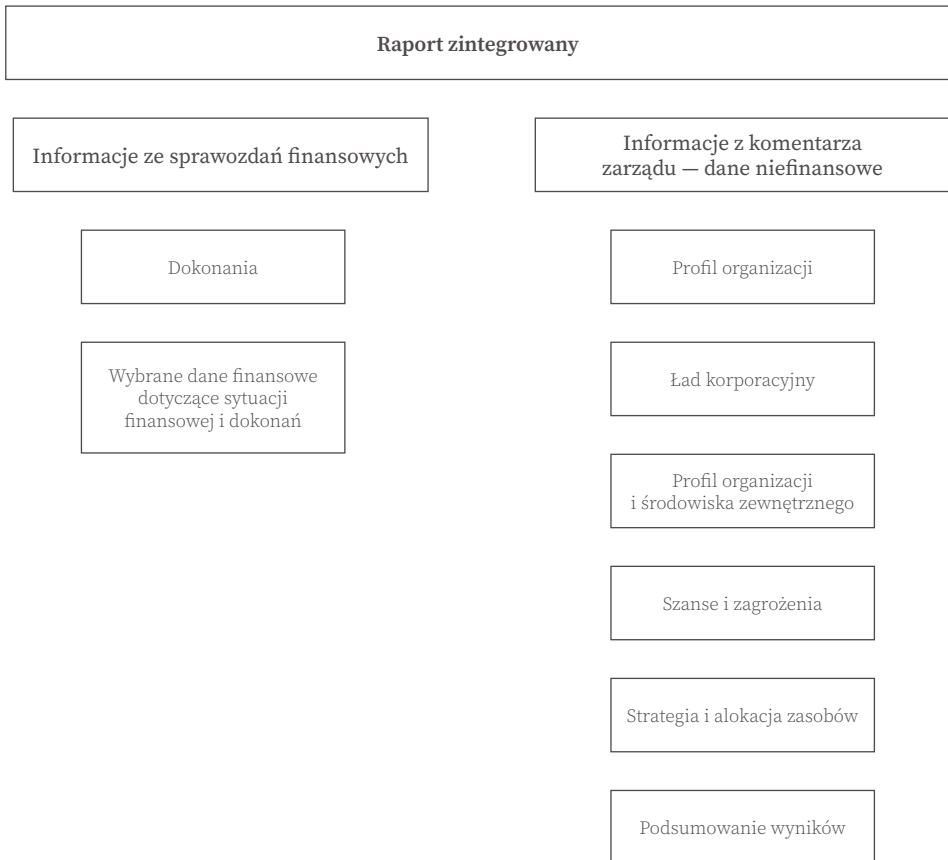 Raport zintegrowany
Informacje ze sprawozdań finansowych
Dokonania
Wybrane dane finansowe
dotyczące sytuacji
finansowej i dokonań
Informacje z komentarza
zarządu — dane niefinansowe
Profil organizacji
Ład korporacyjny
Profil organizacji
i środowiska zewnętrznego
Szanse i zagrożenia
Strategia i alokacja zasobów
Podsumowanie wyników